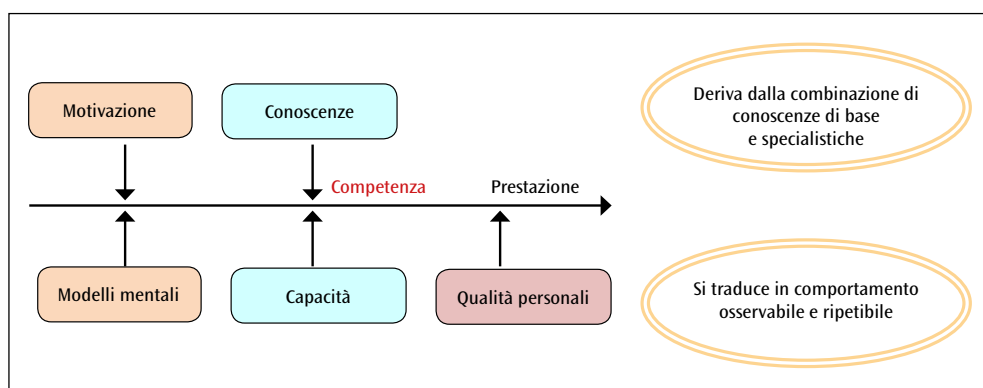 Motivazione
Conoscenze
Deriva dalla combinazione di
conoscenze di base
e specialistiche
Competenza
Prestazione
Modelli mentali
Capacità
Qualità personali
Si traduce in comportamento
osservabile e ripetibile